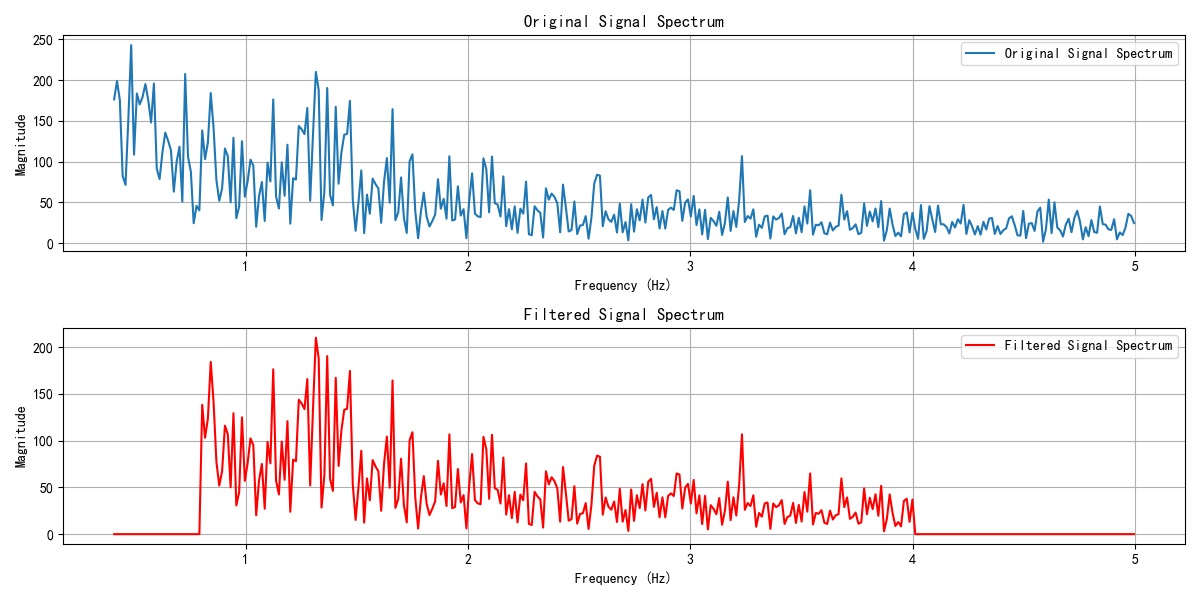 Original Signal Spectrum
250
200
150
100
50
0
Magnitude
Original Signal Spectrum
1 2 3 4 5
Frequency (Hz)
Filtered Signal Spectrum
200
150
100
50
0
Magnitude
Filtered Signal Spectrum
1 2 3 4 5
Frequency (Hz)